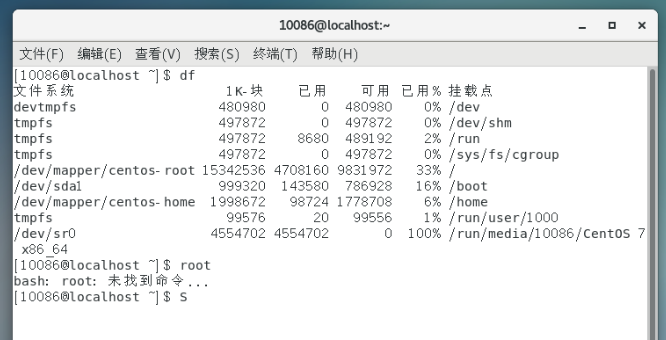 10086@localhost:~
文件(F) 编辑(E) 查看(V) 搜索(S) 终端(T) 帮助(H)
[10086@localhost ~]$ df
文件系统 1K-块 已用 可用 已用% 挂载点
devtmpfs 480980 0 480980 0% /dev
tmpfs 497872 0 497872 0% /dev/shm
tmpfs 497872 8680 489192 2% /run
tmpfs 497872 0 497872 0% /sys/fs/cgroup
/dev/mapper/centos-root 15342536 4708160 9831972 33% /
/dev/sda1 999320 143580 786928 16% /boot
/dev/mapper/centos-home 1998672 98724 1778708 6% /home
tmpfs 99576 20 99556 1% /run/user/1000
/dev/sr0 4554702 4554702 0 100% /run/media/10086/CentOS 7
x86_64
[10086@localhost ~]$ root
bash: root: 未找到命令...
[10086@localhost ~]$ S